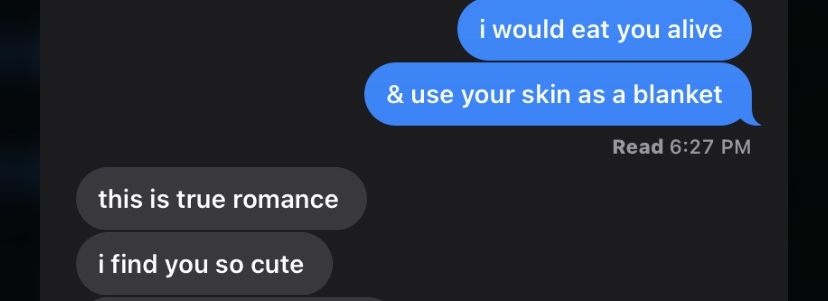 i would eat you alive
& use your skin as a blanket
Read 6:27 PM
this is true romance
i find you so cute